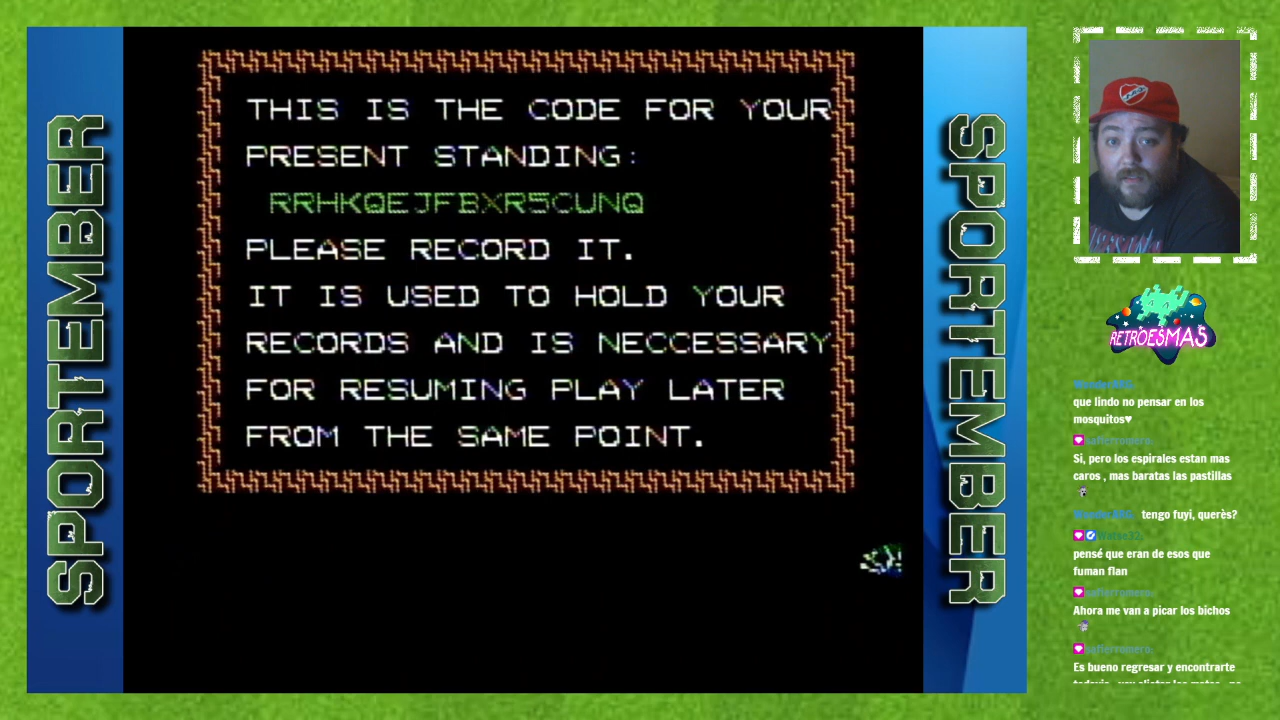 SPORTEMBER
THIS IS THE CODE FOR YOUR
PRESENT STANDING:
RRHKQEJFBXR5CUNQ
PLEASE RECORD IT.
IT IS USED TO HOLD YOUR
RECORDS AND IS NECCESSARY
FOR RESUMING PLAY LATER
FROM THE SAME POINT.
SPORTEMBER
RETROESMAS
que lindo no pensar en los
mosquitos♥
Si, pero los espirales estan mas
caros , mas baratas las pastillas
tengo fuyi, querès?
pensé que eran de esos que
fuman flan
saflerromero:
Ahora me van a picar los bichos
saflerromero:
Es bueno regresar y encontrarte